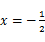 x = −1/2